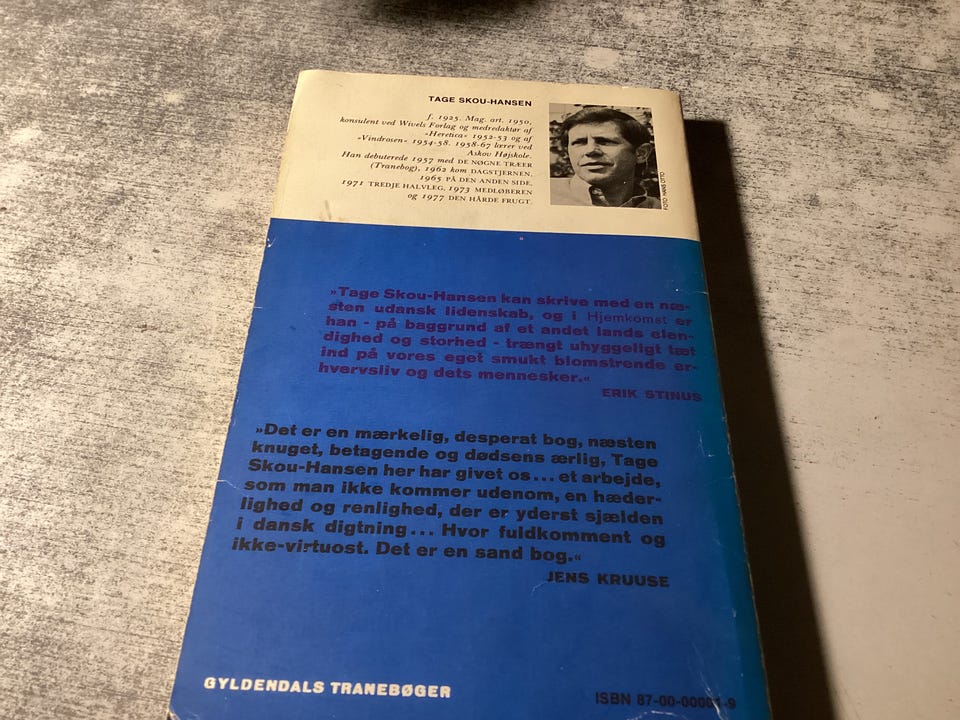 TAGE SKOU-HANSEN
f. 1925. Mag. art. 1950,
konsulent ved Wivels Forlag og medredaktør af
»Heretica« 1952-53 og af
»Vindrosen« 1954-58. 1958-67 lærer ved
Askov Højskole.
Han debuterede 1957 med DE NØGNE TRÆER
(Tranebog), 1962 kom DAGSTJERNEN,
1965 PÅ DEN ANDEN SIDE,
1971 TREDJE HALVLEG, 1973 MEDLØBEREN
og 1977 DEN HÅRDE FRUGT.
FOTO HANS OTTO
»Tage Skou-Hansen kan skrive med en næ-
sten udansk lidenskab, og i Hjemkomst er
han - på baggrund af et andet lands elen-
dighed og storhed - trængt uhyggeligt tæt
ind på vores eget smukt blomstrende er-
hvervsliv og dets mennesker.«
ERIK STINUS
»Det er en mærkelig, desperat bog, næsten
knuget, betagende og dødsens ærlig, Tage
Skou-Hansen her har givet os... et arbejde,
som man ikke kommer udenom, en hæder-
lighed og renlighed, der er yderst sjælden
i dansk digtning... Hvor fuldkomment og
ikke-virtuost. Det er en sand bog.«
JENS KRUUSE
GYLDENDALS TRANEBØGER
ISBN